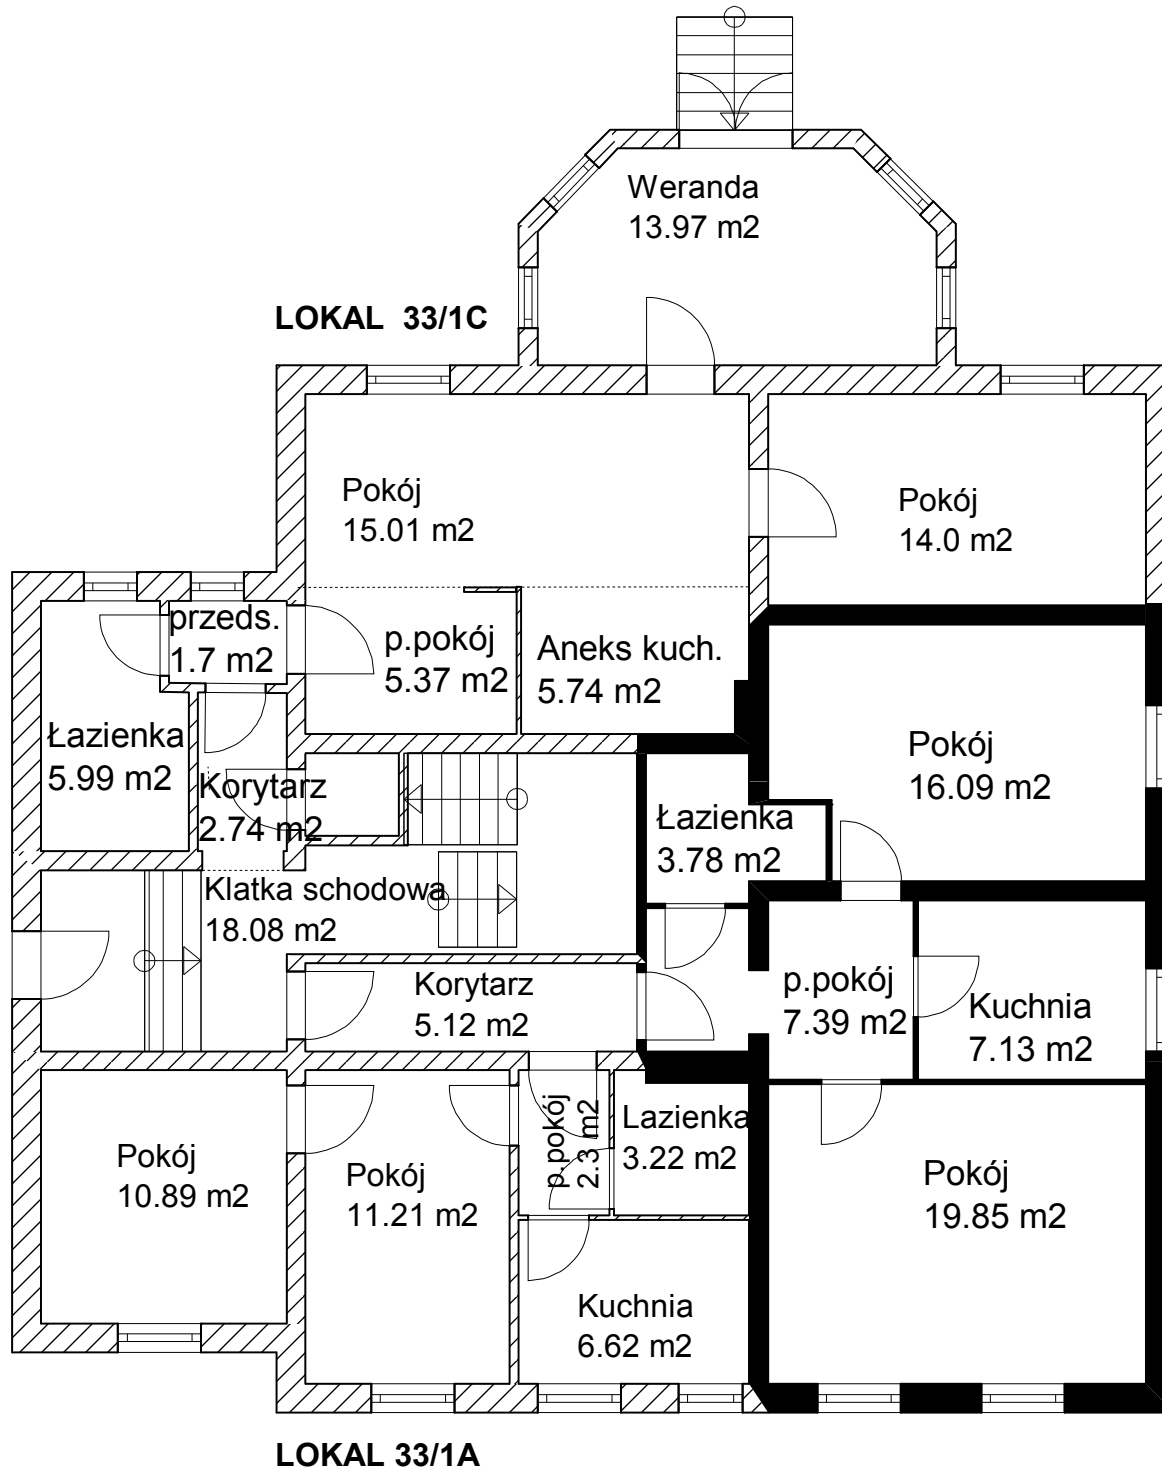 Weranda
13.97 m2
LOKAL 33/1C
Pokój
15.01 m2
Pokój
14.0 m2
przeds.
1.7 m2
p.pokój
5.37 m2
Aneks kuch.
5.74 m2
Łazienka
5.99 m2
Korytarz
2.74 m2
Pokój
16.09 m2
Łazienka
3.78 m2
Klatka schodowa
18.08 m2
Korytarz
5.12 m2
p.pokój
7.39 m2
Kuchnia
7.13 m2
Pokój
10.89 m2
Pokój
11.21 m2
p.pokój
2.3 m2
Lazienka
3.22 m2
Pokój
19.85 m2
Kuchnia
6.62 m2
LOKAL 33/1A